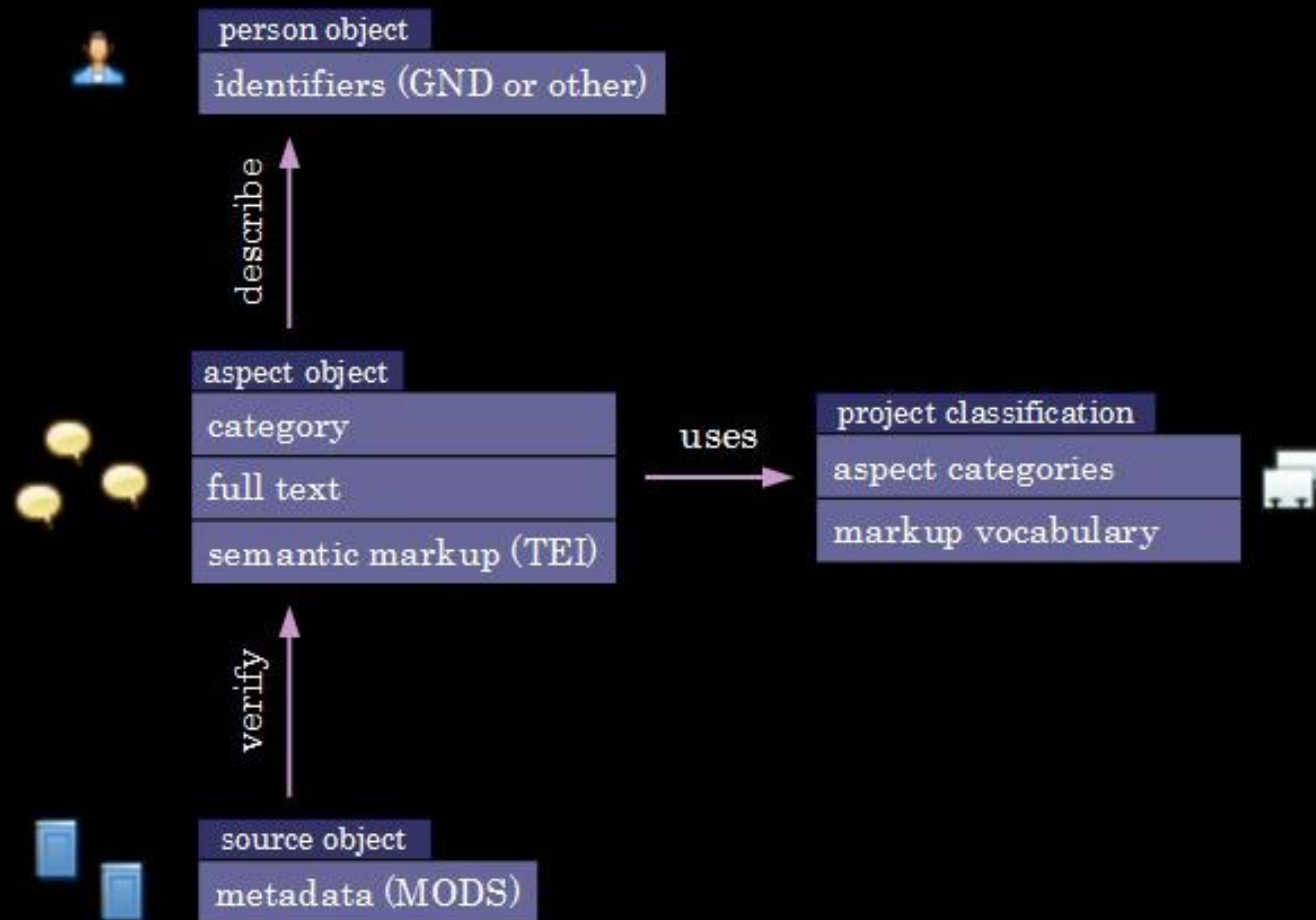 person object
identifiers (GND or other)
describe
aspect object
category
full text
semantic markup (TEI)
uses
project classification
aspect categories
markup vocabulary
verify
source object
metadata (MODS)